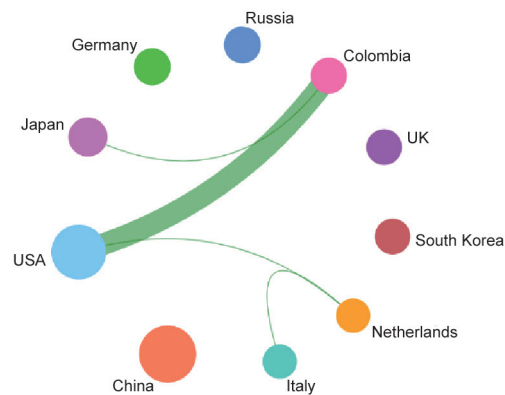 Russia
Germany
Colombia
Japan
UK
South Korea
USA
Netherlands
China
Italy